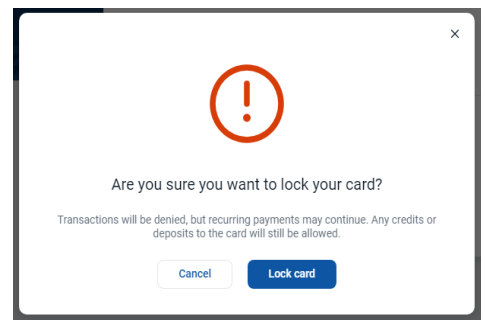 Are you sure you want to lock your card?
Transactions will be denied, but recurring payments may continue. Any credits or
deposits to the card will still be allowed.
Cancel Lock card